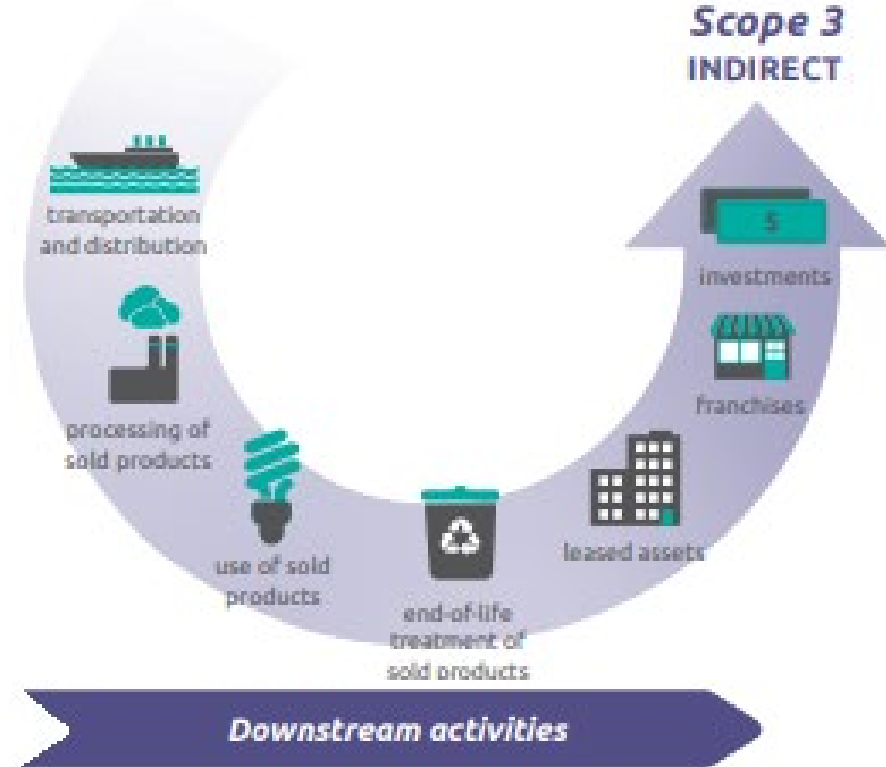 Scope 3
INDIRECT
transportation
and distribution
processing of
sold products
use of sold
products
end-of-life
treatment of
sold products
leased assets
franchises
$
investments
Downstream activities